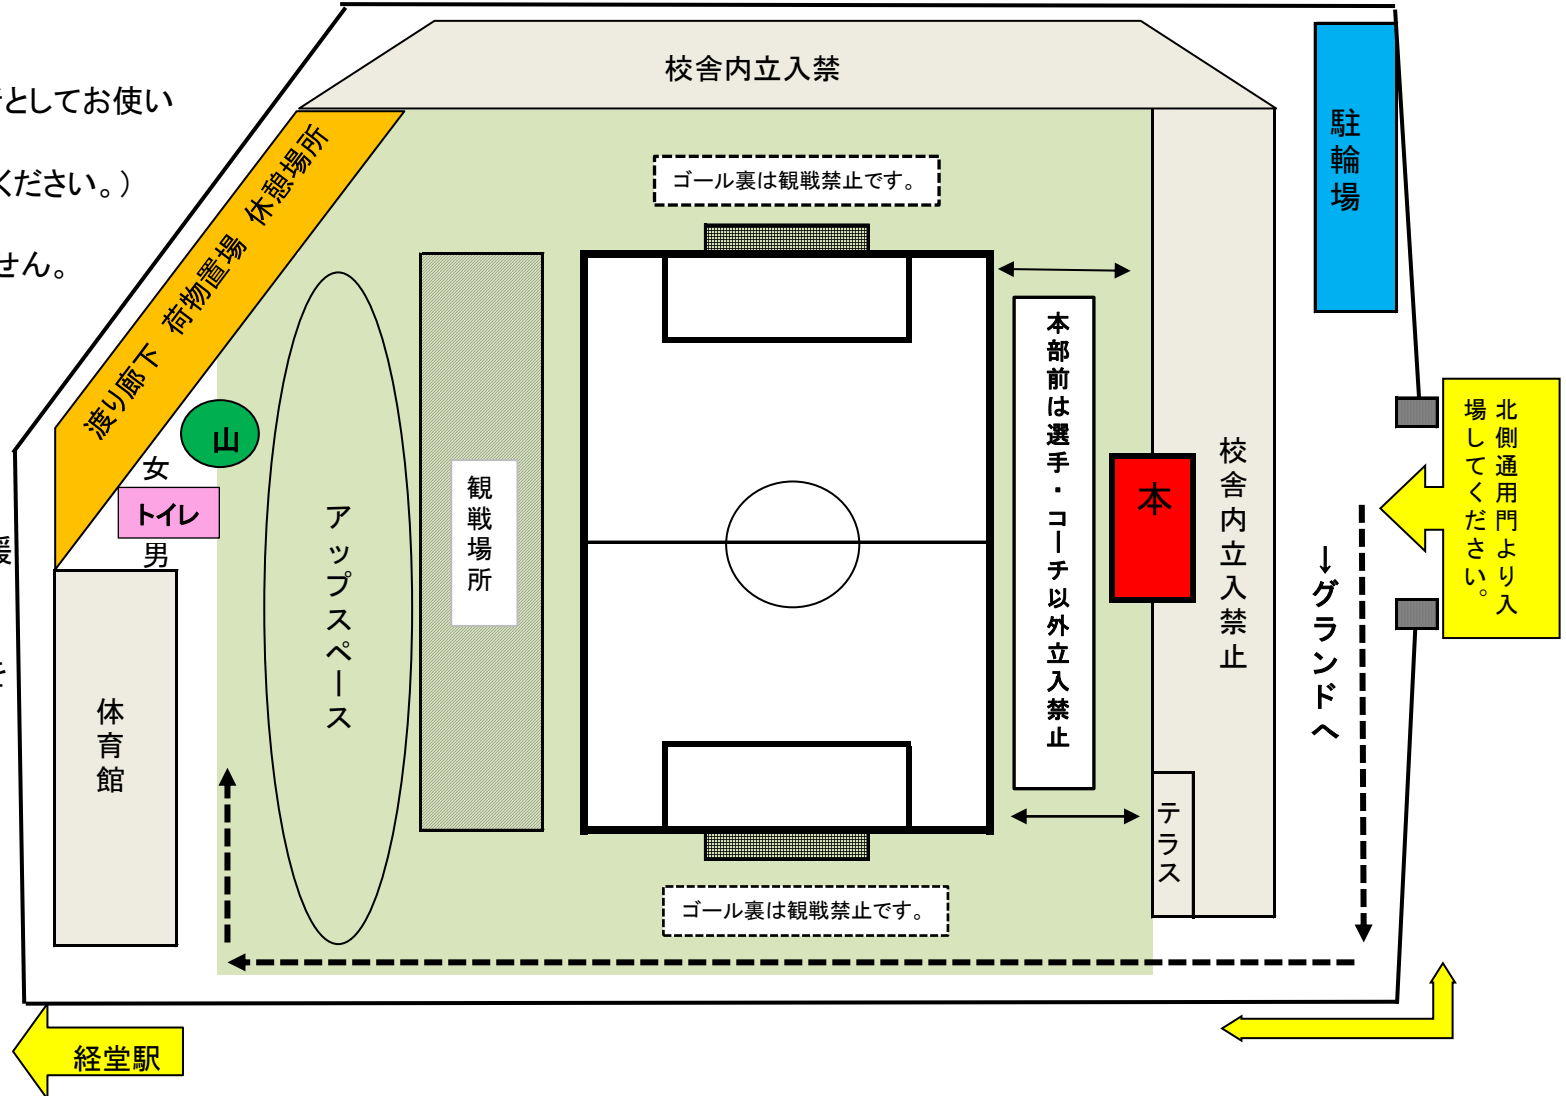 としてお使い
ください。）
せん。
校舎内立入禁
駐輪場
ゴール裏は観戦禁止です。
渡り廊下　荷物置場　休憩場所
山
女
トイレ
男
アップスペース
観戦場所
本部前は選手・コーチ以外立入禁止
本
校舎内立入禁止
北側通用門より入
場してください。
→グランドへ
体育館
テラス
ゴール裏は観戦禁止です。
経堂駅